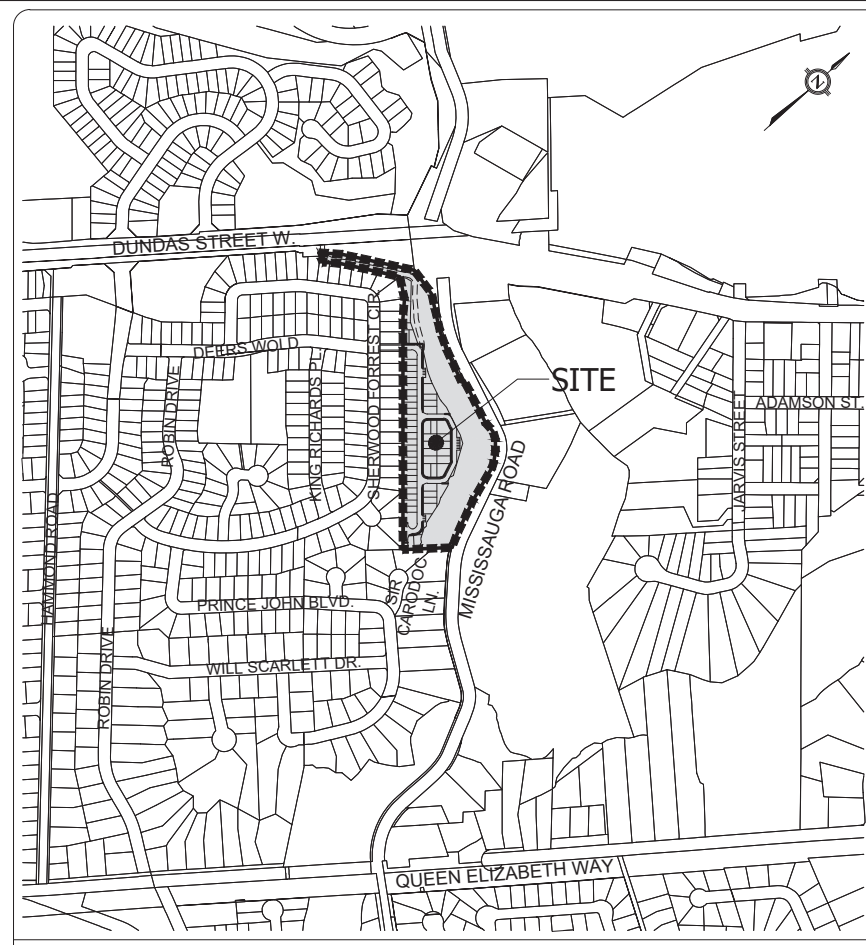 N
DUNDAS STREET W.
DEERS WOLD
ROBIN DRIVE
KING RICHARDS PL.
SHERWOOD FORREST CIR
SITE
JARVIS STREET
ADAMSON ST.
MISSISSAUGA ROAD
HAMMOND ROAD
SIR
CARODOC
LN.
PRINCE JOHN BLVD.
WILL SCARLETT DR.
ROBIN DRIVE
QUEEN ELIZABETH WAY